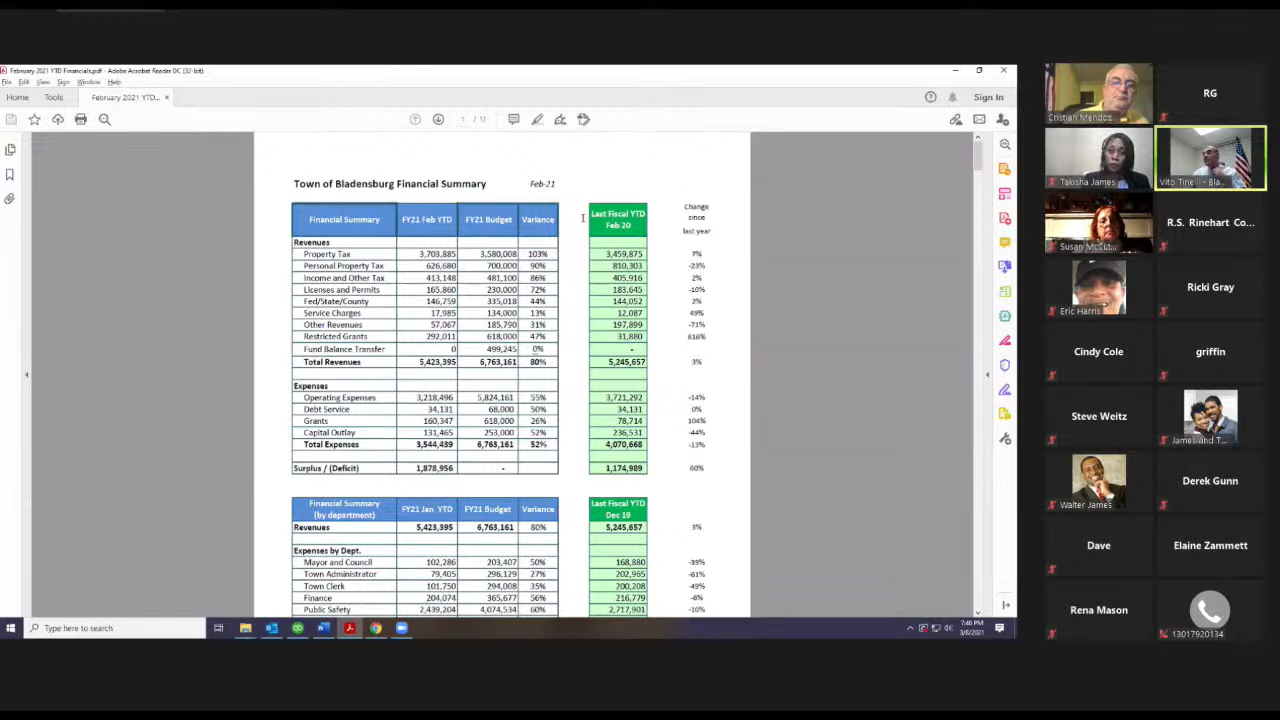 February 2021 YTD Financials.pdf - Adobe Acrobat Reader DC (32-bit)
File Edit View Sign Window Help
Home Tools February 2021 YTD... × Sign In
1 / 12
Town of Bladensburg Financial Summary Feb-21
Financial Summary FY21 Feb YTD FY21 Budget Variance Last Fiscal YTD Feb 20 Change since last year
Revenues
Property Tax 3,703,885 3,580,008 103% 3,459,875 7%
Personal Property Tax 626,680 700,000 90% 810,303 -23%
Income and Other Tax 413,148 481,100 86% 405,916 2%
Licenses and Permits 165,860 230,000 72% 183,645 -10%
Fed/State/County 146,759 335,018 44% 144,052 2%
Service Charges 17,985 134,000 13% 12,087 49%
Other Revenues 57,067 185,790 31% 197,899 -71%
Restricted Grants 292,011 618,000 47% 31,880 816%
Fund Balance Transfer 0 499,245 0% -
Total Revenues 5,423,395 6,763,161 80% 5,245,657 3%
Expenses
Operating Expenses 3,218,496 5,824,161 55% 3,721,292 -14%
Debt Service 34,131 68,000 50% 34,131 0%
Grants 160,347 618,000 26% 78,714 104%
Capital Outlay 131,465 253,000 52% 236,531 -44%
Total Expenses 3,544,439 6,763,161 52% 4,070,668 -13%
Surplus / (Deficit) 1,878,956 - 1,174,989 60%
Financial Summary (by department) FY21 Jan YTD FY21 Budget Variance Last Fiscal YTD Dec 19
Revenues 5,423,395 6,763,161 80% 5,245,657 3%
Expenses by Dept.
Mayor and Council 102,286 203,407 50% 168,880 -39%
Town Administrator 79,405 296,129 27% 202,965 -61%
Town Clerk 101,750 294,008 35% 200,208 -49%
Finance 204,074 365,677 56% 216,779 -6%
Public Safety 2,439,204 4,074,534 60% 2,717,901 -10%
Type here to search
7:40 PM
3/8/2021
Cristian Mendoz...
RG
Takisha James
Vito Tinelli - Bla...
Susan McCut...
R.S. Rinehart Co...
Eric Harris
Ricki Gray
Cindy Cole
griffin
Steve Weitz
Jamel and T...
Walter James
Derek Gunn
Dave
Elaine Zammett
Rena Mason
13017920134